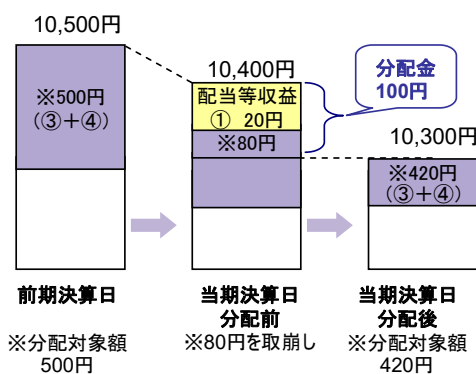 10,500円
※500円
(③+④)
前期決算日
※分配対象額
500円
10,400円
配当等収益
① 20円
※80円
当期決算日
分配前
※80円を取崩し
分配金
100円
10,300円
※420円
(③+④)
当期決算日
分配後
※分配対象額
420円